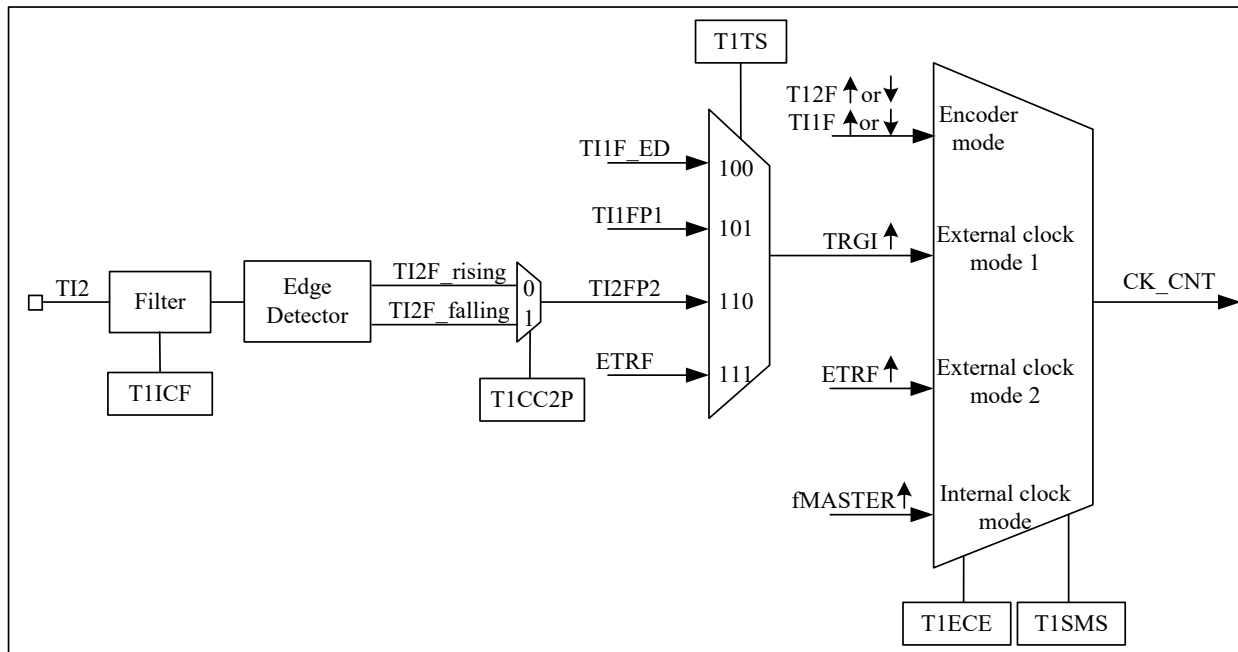 T1TS
T12F↑or↓
TI1F↑or↓
Encoder
mode
TI1F_ED
100
TI1FP1
101
TRGI↑
External clock
mode 1
TI2
Filter
Edge
Detector
TI2F_rising
0
TI2F_falling
1
TI2FP2
110
CK_CNT
ETRF
111
ETRF↑
External clock
mode 2
T1ICF
T1CC2P
fMASTER↑
Internal clock
mode
T1ECE
T1SMS